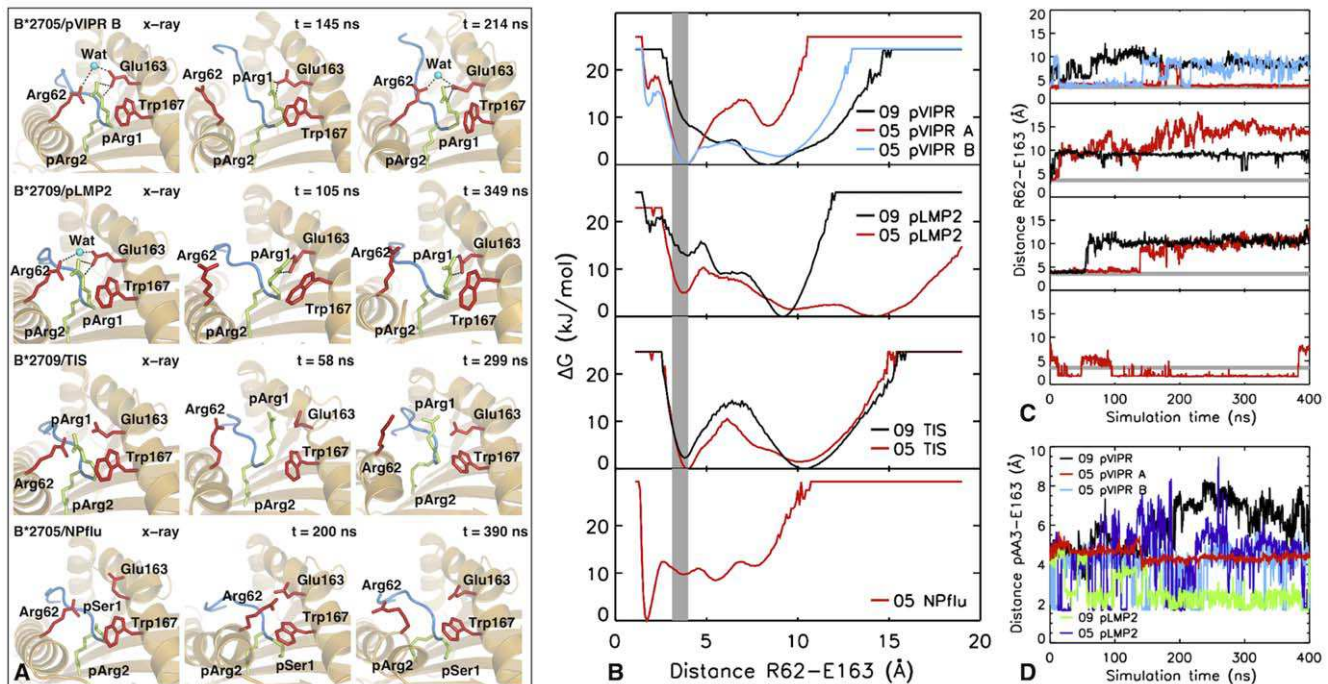 B*2705/pVIPR B x-ray t = 145 ns t = 214 ns
Wat
Glu163
Arg62
Trp167
pArg1
pArg2
pArg1
Glu163
Arg62
Trp167
pArg2
Wat
Glu163
Arg62
Trp167
pArg1
pArg2
B*2709/pLMP2 x-ray t = 105 ns t = 349 ns
Wat
Glu163
Arg62
Trp167
pArg1
pArg2
Glu163
Arg62
pArg1
Trp167
pArg2
Glu163
Arg62
pArg1
Trp167
pArg2
B*2709/TIS x-ray t = 58 ns t = 299 ns
pArg1
Glu163
Trp167
Arg62
pArg2
pArg1
Arg62
Glu163
Trp167
pArg2
pArg1
Glu163
Trp167
Arg62
pArg2
B*2705/NPflu x-ray t = 200 ns t = 390 ns
Glu163
Arg62
pSer1
Trp167
pArg2
Glu163
Arg62
Trp167
pArg2
pSer1
Glu163
Arg62
Trp167
pArg2
pSer1
A
B
ΔG (kJ/mol)
20
10
0
09 pVIPR
05 pVIPR A
05 pVIPR B
20
10
0
09 pLMP2
05 pLMP2
20
10
0
09 TIS
05 TIS
20
10
0
05 NPflu
0 5 10 15 20
Distance R62-E163 (Å)
C
Distance R62-E163 (Å)
20
15
10
5
0
15
10
5
0
15
10
5
0
15
10
5
0
0 100 200 300 400
Simulation time (ns)
D
Distance pAA3-E163 (Å)
10
8
6
4
2
0
09 pVIPR
05 pVIPR A
05 pVIPR B
09 pLMP2
05 pLMP2
0 100 200 300 400
Simulation time (ns)